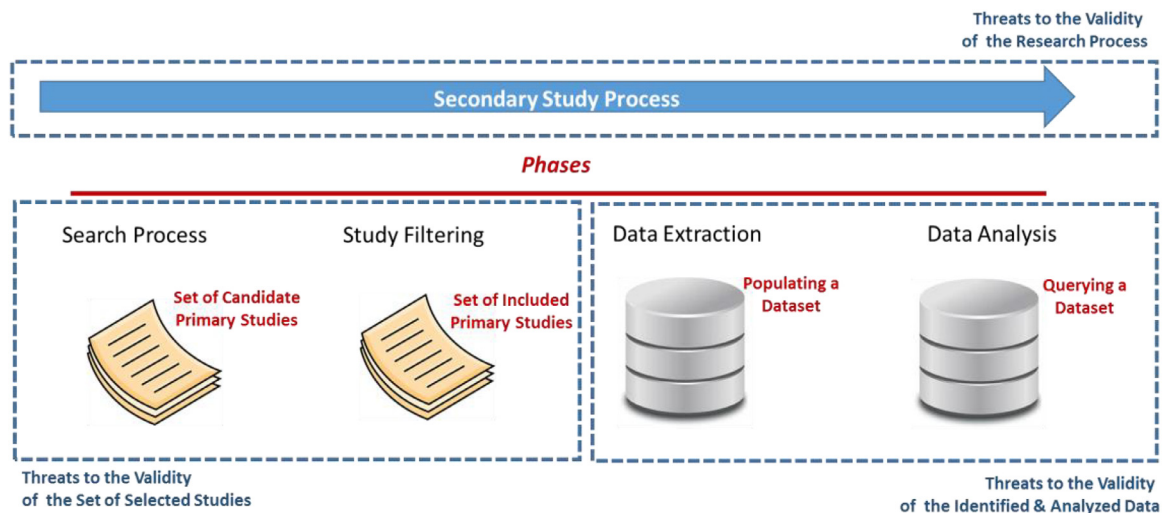 Threats to the Validity
of the Research Process
Secondary Study Process
Phases
Search Process
Set of Candidate
Primary Studies
Study Filtering
Set of Included
Primary Studies
Data Extraction
Populating a
Dataset
Data Analysis
Querying a
Dataset
Threats to the Validity
of the Set of Selected Studies
Threats to the Validity
of the Identified & Analyzed Data